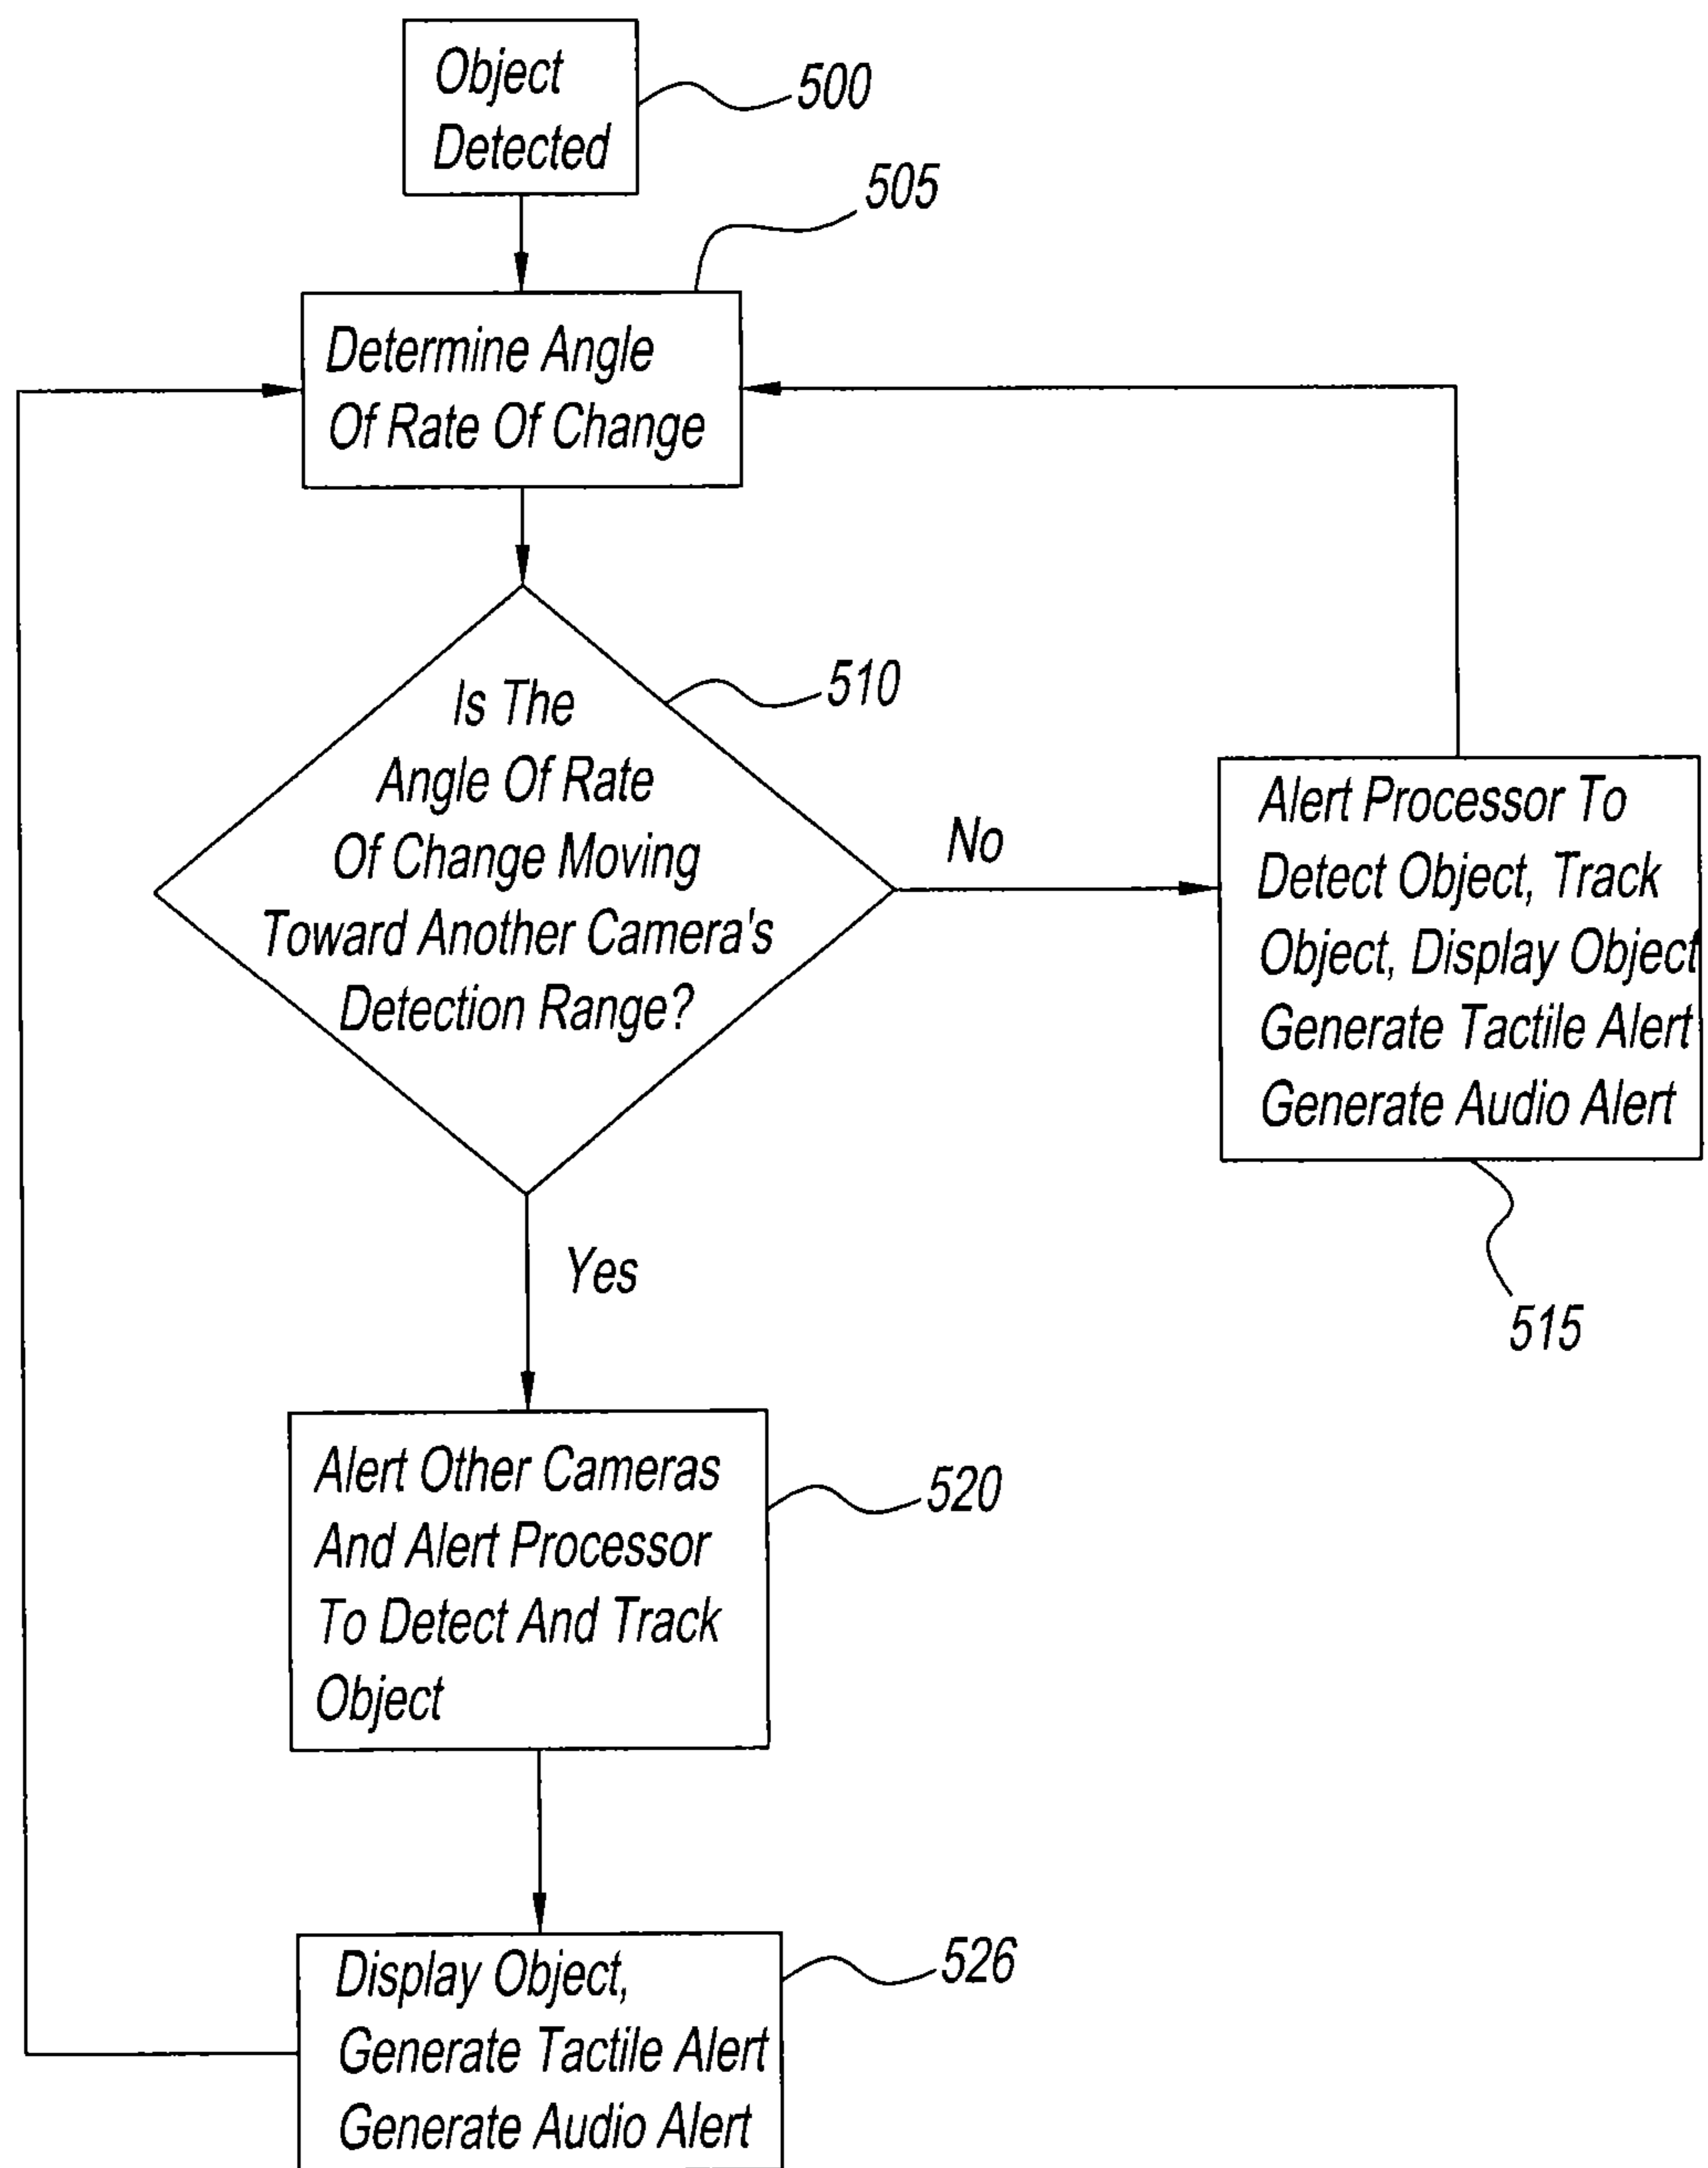 Object
Detected
500
505
Determine Angle
Of Rate Of Change
Is The
Angle Of Rate
Of Change Moving
Toward Another Camera's
Detection Range?
510
No
Alert Processor To
Detect Object, Track
Object, Display Object
Generate Tactile Alert
Generate Audio Alert
515
Yes
Alert Other Cameras
And Alert Processor
To Detect And Track
Object
520
Display Object,
Generate Tactile Alert
Generate Audio Alert
526